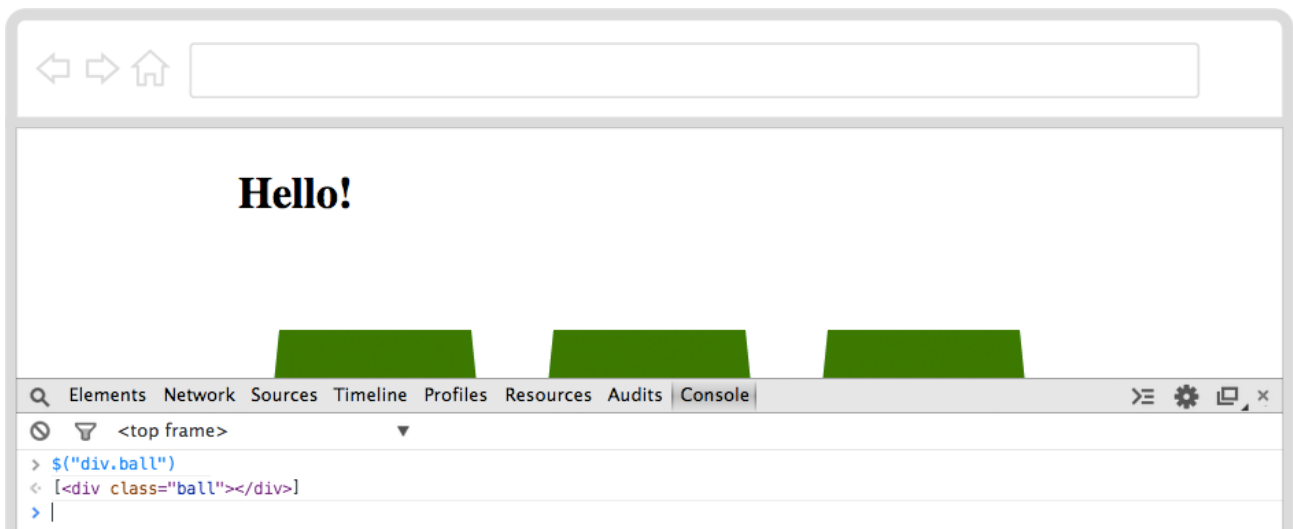 Hello!
Elements Network Sources Timeline Profiles Resources Audits Console
<top frame>
> $("div.ball")
[<div class="ball"></div>]
>